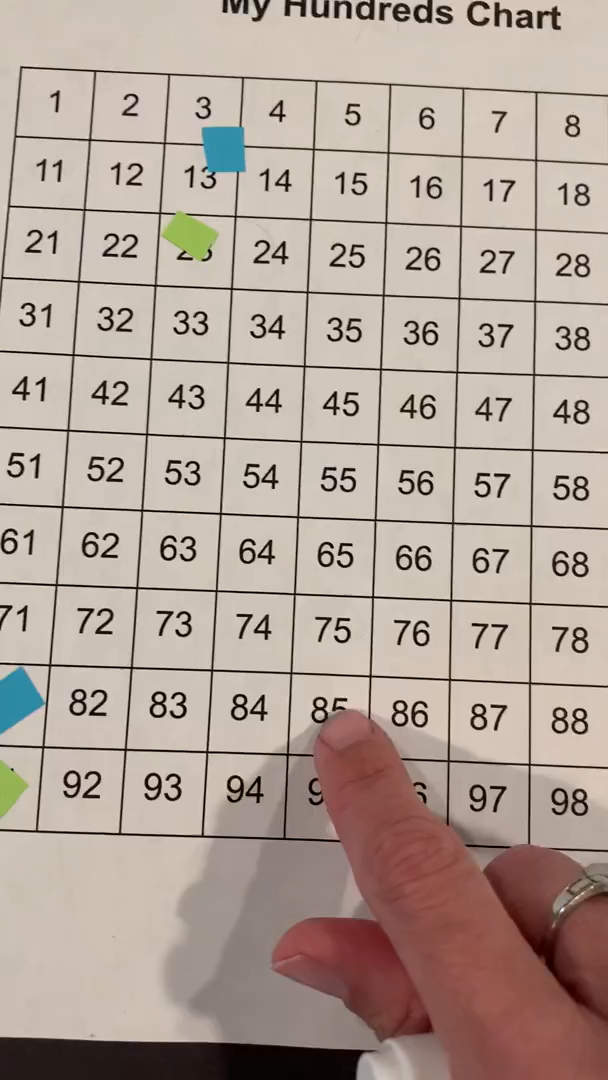 My Hundreds Chart
1 2 3 4 5 6 7 8
11 12 13 14 15 16 17 18
21 22 23 24 25 26 27 28
31 32 33 34 35 36 37 38
41 42 43 44 45 46 47 48
51 52 53 54 55 56 57 58
61 62 63 64 65 66 67 68
71 72 73 74 75 76 77 78
82 83 84 85 86 87 88
92 93 94 97 98